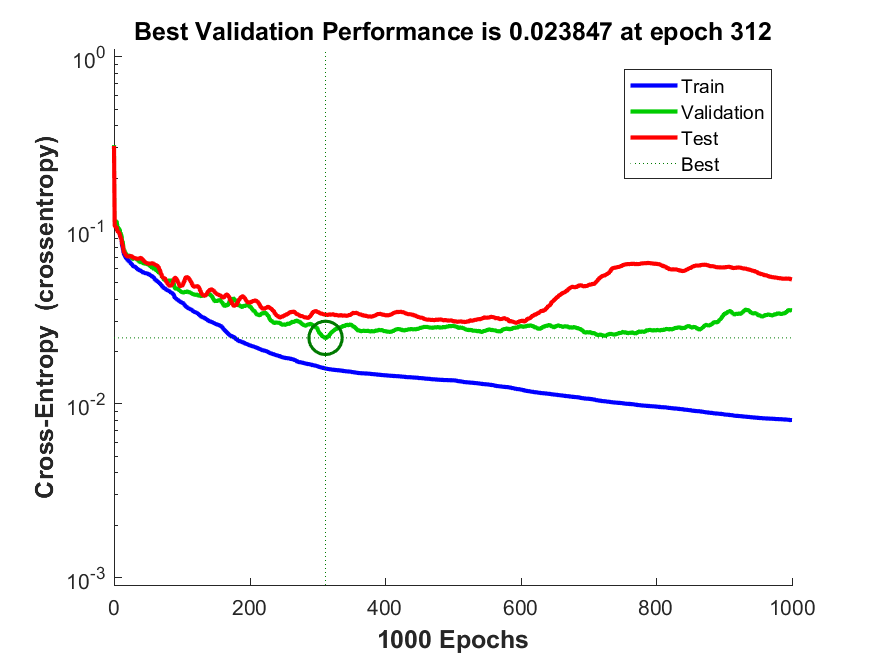 Best Validation Performance is 0.023847 at epoch 312
Cross-Entropy (crossentropy)
10^0
10^-1
10^-2
10^-3
Train
Validation
Test
Best
0 200 400 600 800 1000
1000 Epochs